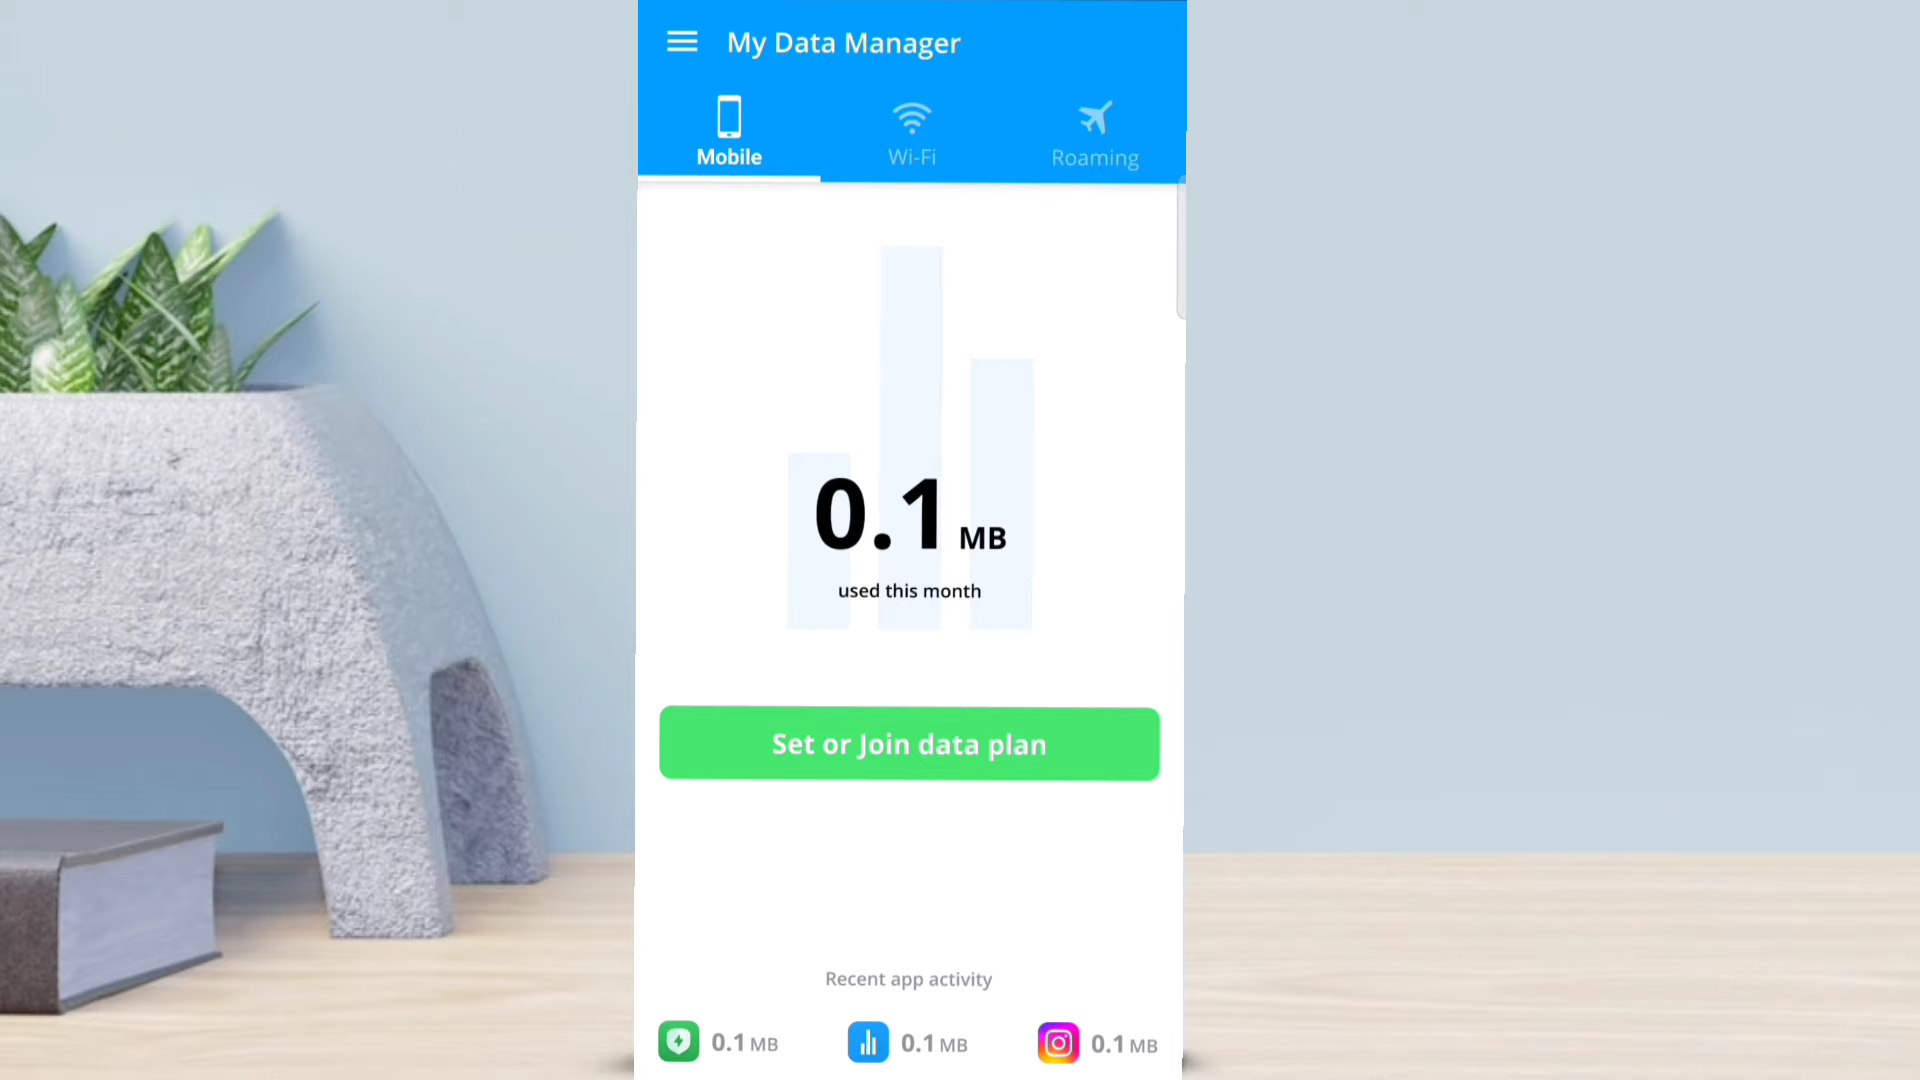 My Data Manager
Mobile
Wi-Fi
Roaming
0.1 MB
used this month
Set or Join data plan
Recent app activity
0.1 MB
0.1 MB
0.1 MB